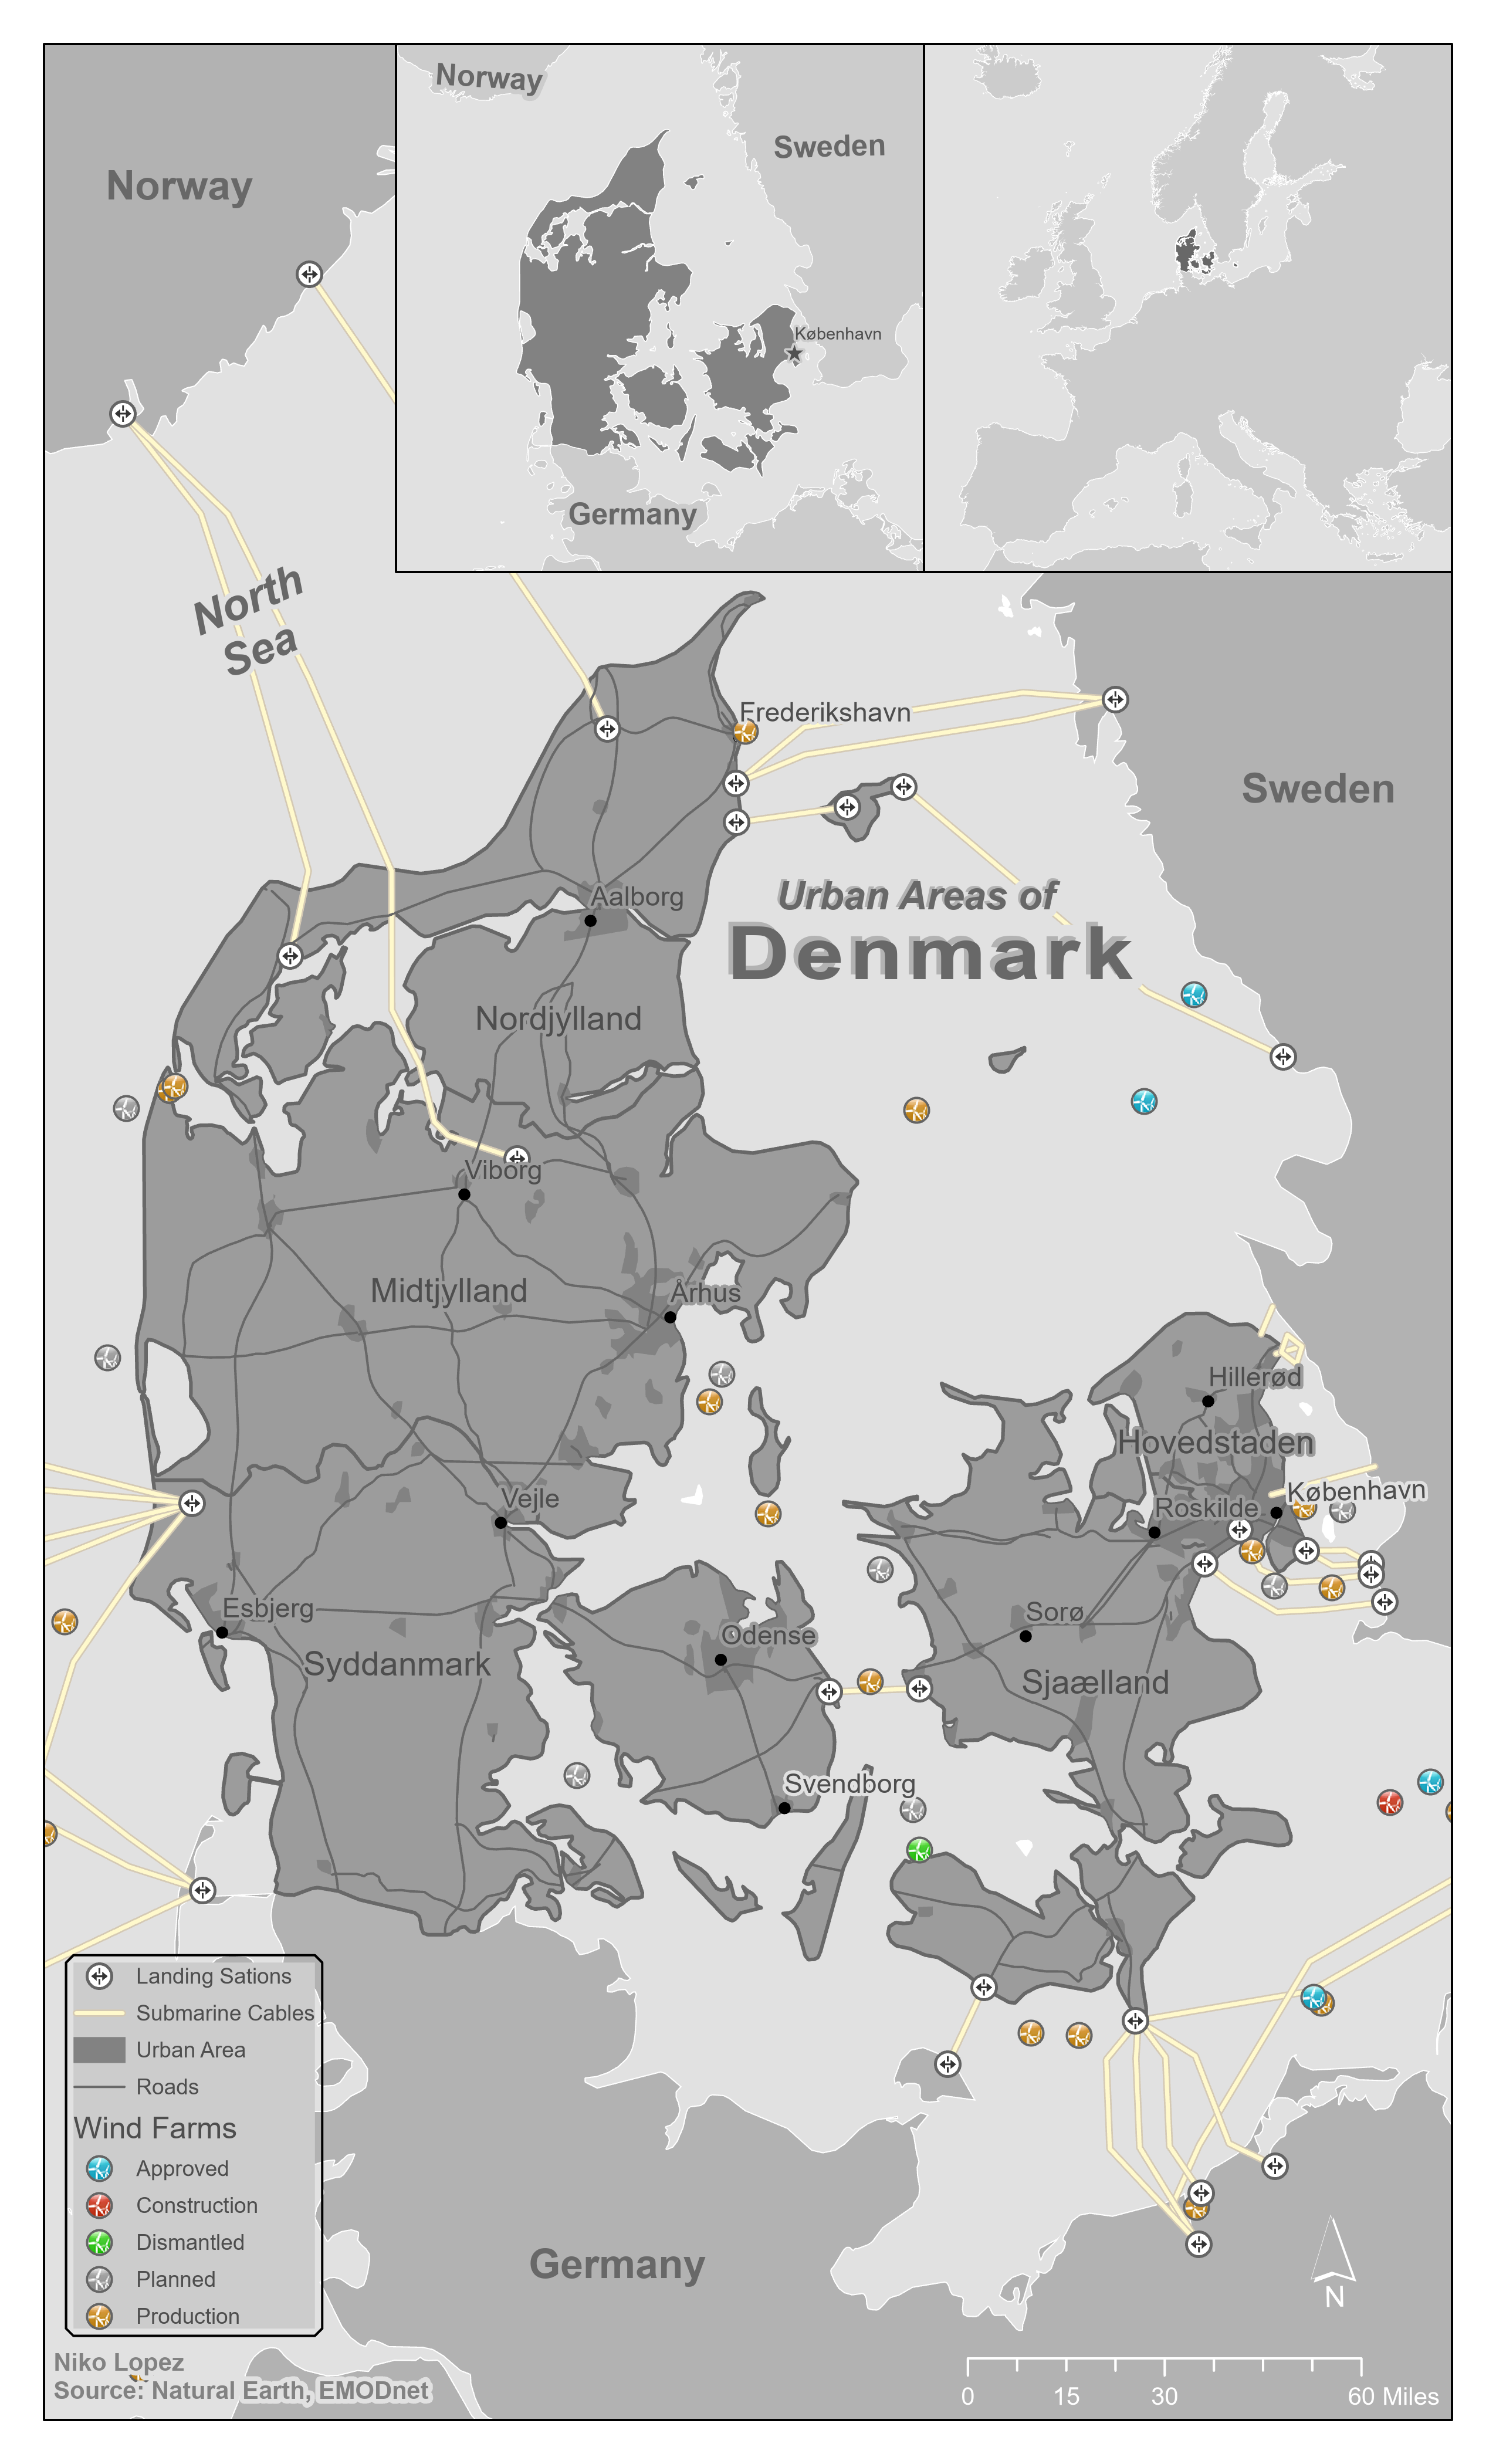 Norway
Norway
Sweden
København
Germany
North
Sea
Frederikshavn
Sweden
Urban Areas of
Denmark
Aalborg
Nordjylland
Viborg
Midtjylland
Århus
Hillerød
Hovedstaden
København
Roskilde
Vejle
Esbjerg
Syddanmark
Odense
Sorø
Sjaælland
Svendborg
Landing Sations
Submarine Cables
Urban Area
Roads
Wind Farms
Approved
Construction
Dismantled
Planned
Production
Germany
N
0 15 30 60 Miles
Niko Lopez
Source: Natural Earth, EMODnet